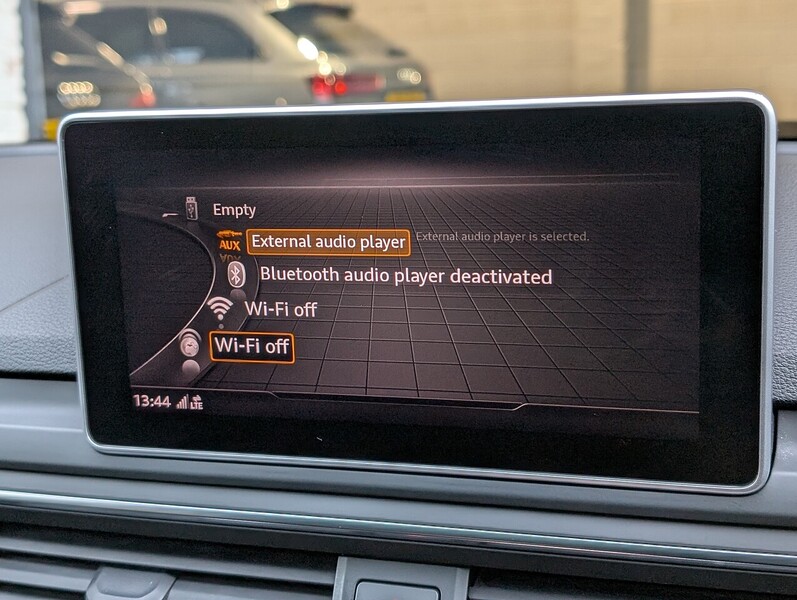 Empty
AUX External audio player External audio player is selected.
Bluetooth audio player deactivated
Wi-Fi off
Wi-Fi off
13:44 LTE